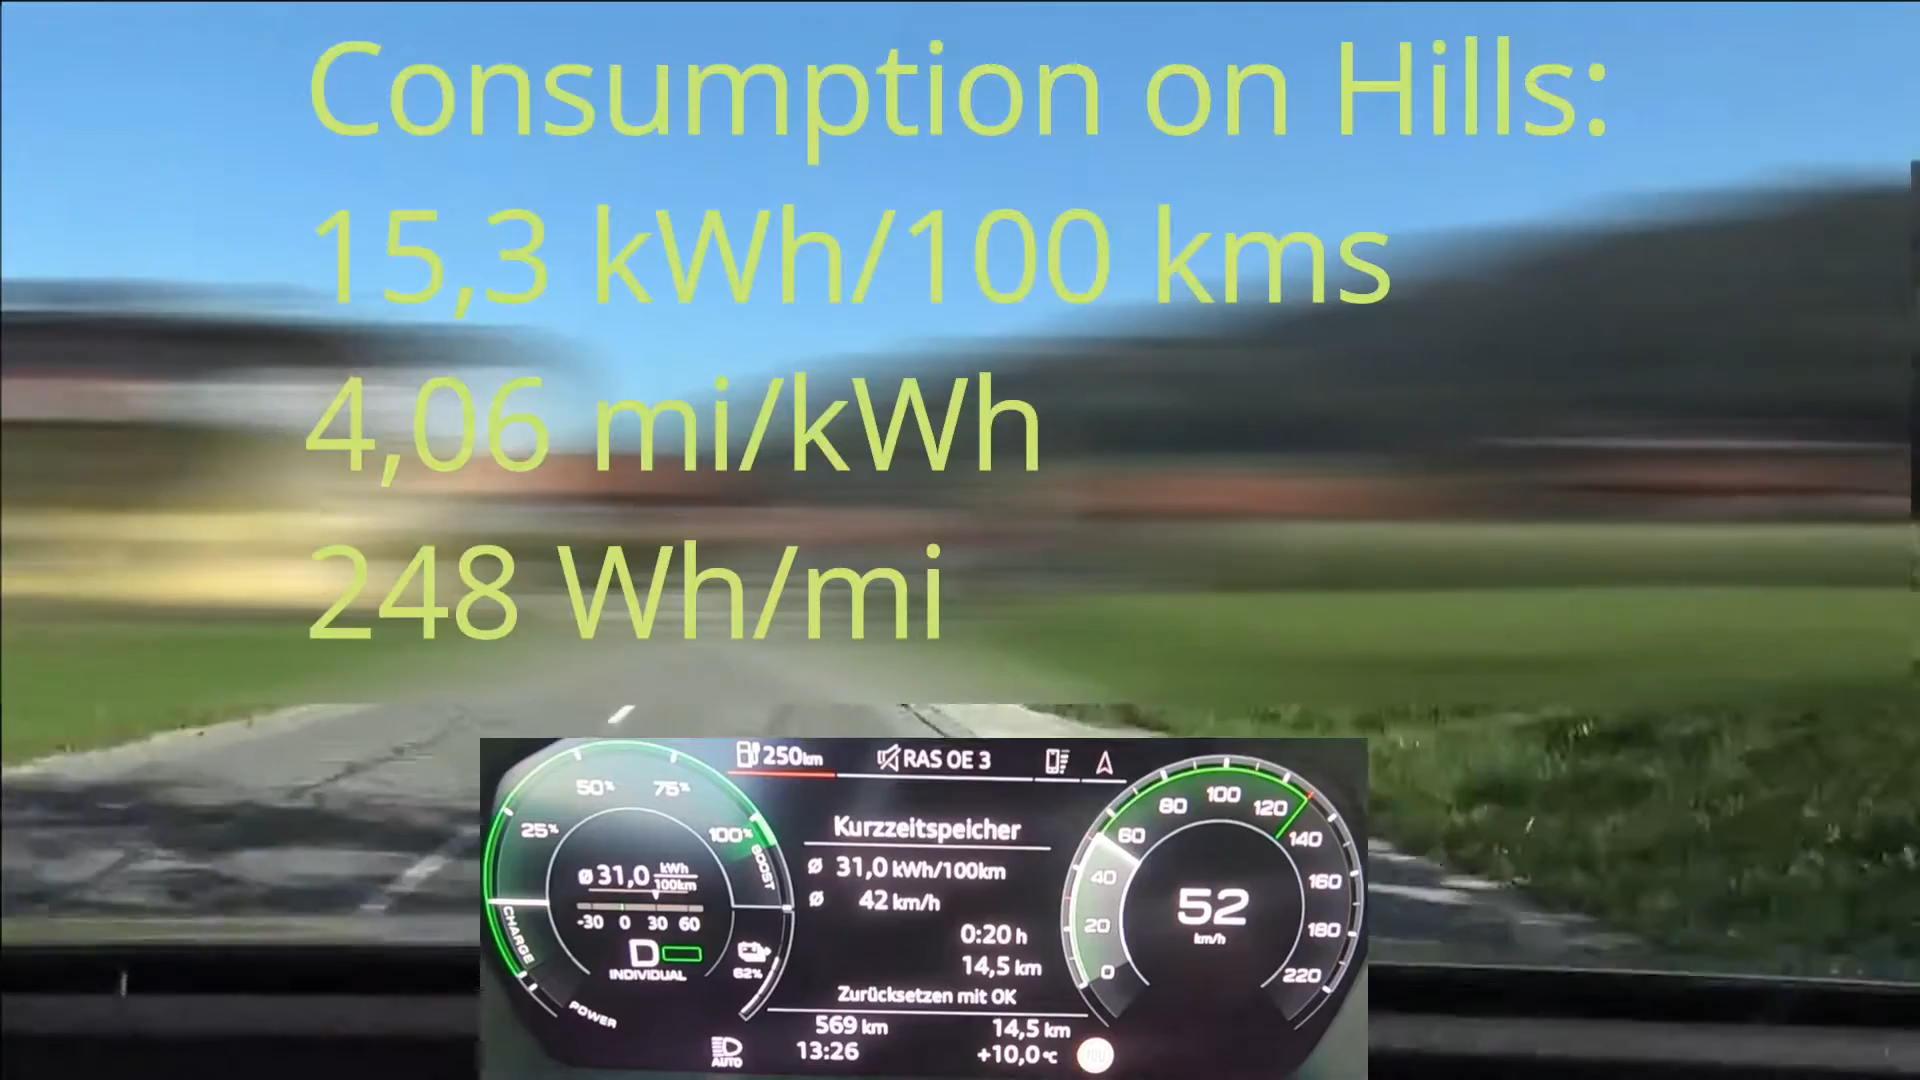 Consumption on Hills:
15,3 kWh/100 kms
4,06 mi/kWh
248 Wh/mi
250km
RAS OE 3
50%
75%
25%
100%
BOOST
CHARGE
POWER
ø 31,0 kWh/100km
-30 0 30 60
D
INDIVIDUAL
62%
Kurzzeitspeicher
ø 31,0 kWh/100km
ø 42 km/h
0:20 h
14,5 km
Zurücksetzen mit OK
569 km 14,5 km
13:26 +10,0°C
AUTO
100
0
20
40
60
80
100
120
140
160
180
220
52
km/h